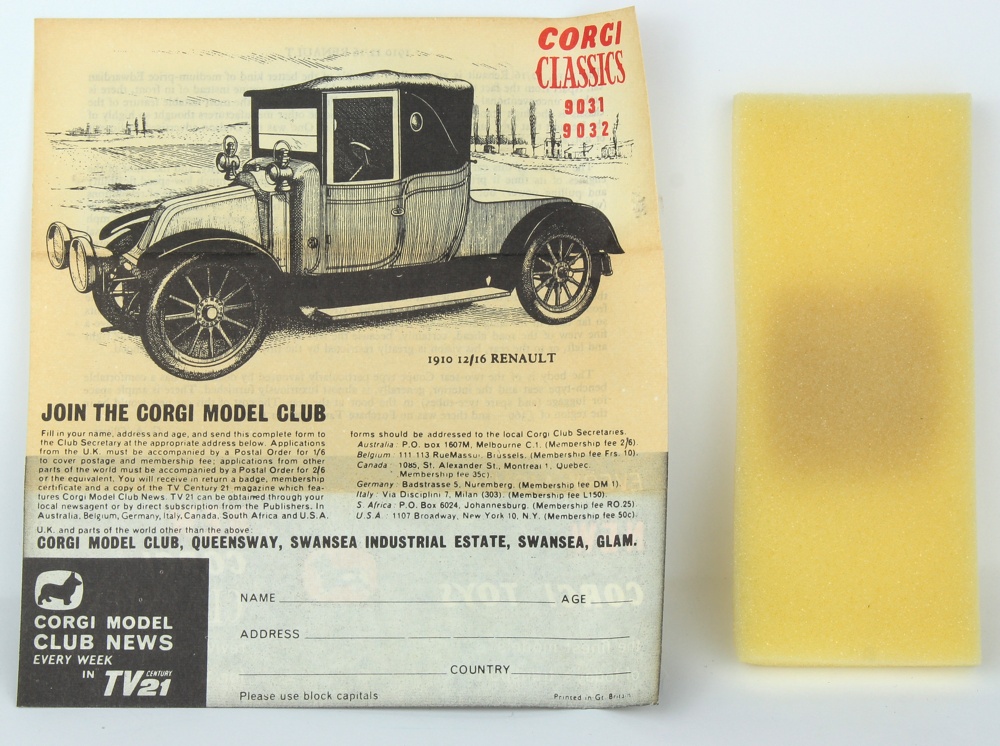 CORGI
CLASSICS
9031
9032
1910 12/16 RENAULT
JOIN THE CORGI MODEL CLUB
Fill in your name, address and age, and send this complete form to
the Club Secretary at the appropriate address below. Applications
from the U.K. must be accompanied by a Postal Order for 1/6
to cover postage and membership fee; applications from other
parts of the world must be accompanied by a Postal Order for 2/6
of the equivalent. You will receive in return a badge, membership
certificate and a copy of the TV Century 21 magazine which fea-
tures Corgi Model Club News. TV 21 can be obtained through your
local newsagent or by direct subscription from the Publishers. In
Australia, Belgium, Germany, Italy, Canada, South Africa and U.S.A.
forms should be addressed to the local Corgi Club Secretaries.
Australia: P.O. box 1607M, Melbourne C.1. (Membership fee 2/6).
Belgium: 111.113 RueMassui, Brussels. (Membership fee Frs. 10).
Canada: 1085, St. Alexander St., Montreal 1, Quebec.
Membership fee 35c).
Germany: Badstrasse 5, Nuremberg. (Membership fee DM 1).
Italy: Via Disciplini 7, Milan (303). (Membership fee L150).
S. Africa: P.O. Box 6024, Johannesburg. (Membership fee RO.25).
U.S.A.: 1107 Broadway, New York 10, N.Y. (Membership fee 50c).
U.K. and parts of the world other than the above:
CORGI MODEL CLUB, QUEENSWAY, SWANSEA INDUSTRIAL ESTATE, SWANSEA, GLAM.
CORGI MODEL
CLUB NEWS
EVERY WEEK
IN TV CENTURY 21
NAME AGE
ADDRESS
COUNTRY
Please use block capitals
Printed in Gt. Britain